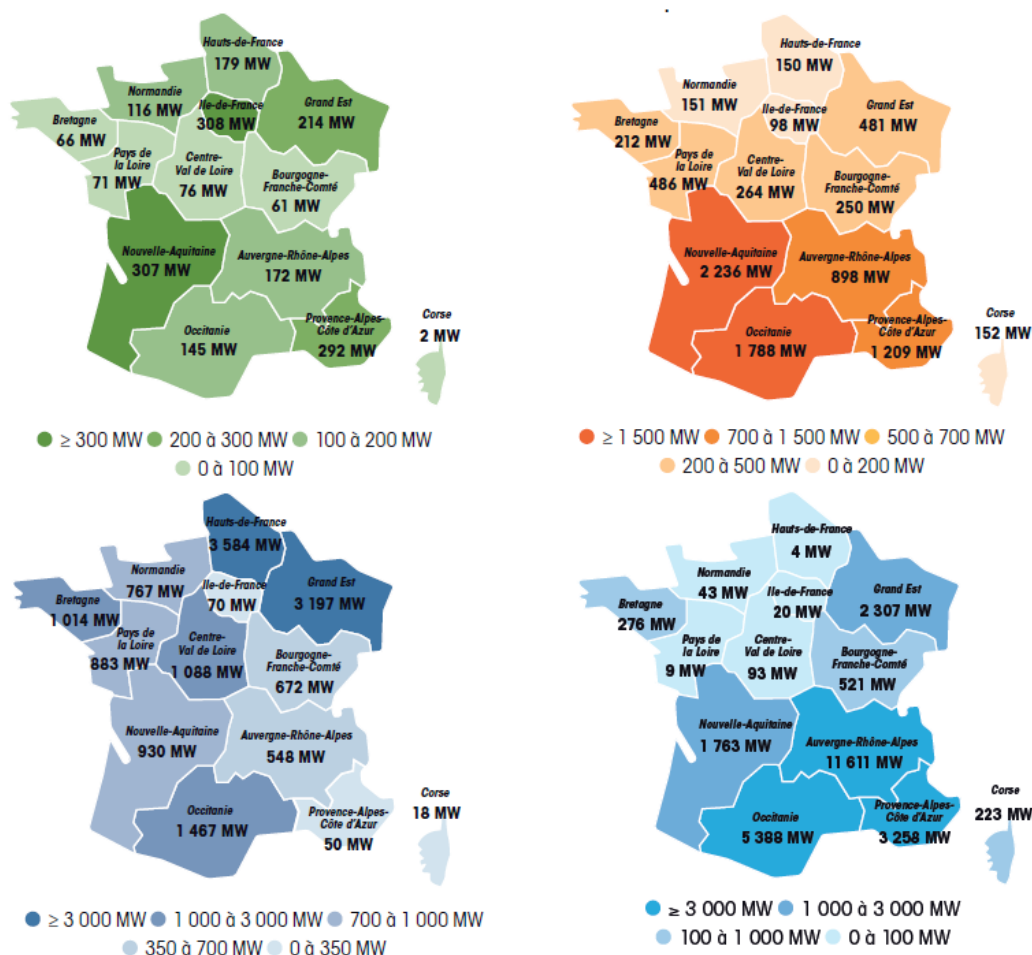 Hauts-de-France
179 MW
Normandie
116 MW
Ile-de-France
308 MW
Grand Est
214 MW
Bretagne
66 MW
Pays de
la Loire
71 MW
Centre-
Val de Loire
76 MW
Bourgogne-
Franche-Comté
61 MW
Nouvelle-Aquitaine
307 MW
Auvergne-Rhône-Alpes
172 MW
Occitanie
145 MW
Provence-Alpes-
Côte d'Azur
292 MW
Corse
2 MW
≥ 300 MW 200 à 300 MW 100 à 200 MW
0 à 100 MW
Hauts-de-France
150 MW
Normandie
151 MW
Ile-de-France
98 MW
Grand Est
481 MW
Bretagne
212 MW
Pays de
la Loire
486 MW
Centre-
Val de Loire
264 MW
Bourgogne-
Franche-Comté
250 MW
Nouvelle-Aquitaine
2 236 MW
Auvergne-Rhône-Alpes
898 MW
Occitanie
1 788 MW
Provence-Alpes-
Côte d'Azur
1 209 MW
Corse
152 MW
≥ 1 500 MW 700 à 1 500 MW 500 à 700 MW
200 à 500 MW 0 à 200 MW
Hauts-de-France
3 584 MW
Normandie
767 MW
Ile-de-France
70 MW
Grand Est
3 197 MW
Bretagne
1 014 MW
Pays de
la Loire
883 MW
Centre-
Val de Loire
1 088 MW
Bourgogne-
Franche-Comté
672 MW
Nouvelle-Aquitaine
930 MW
Auvergne-Rhône-Alpes
548 MW
Occitanie
1 467 MW
Provence-Alpes-
Côte d'Azur
50 MW
Corse
18 MW
≥ 3 000 MW 1 000 à 3 000 MW 700 à 1 000 MW
350 à 700 MW 0 à 350 MW
Hauts-de-France
4 MW
Normandie
43 MW
Ile-de-France
20 MW
Grand Est
2 307 MW
Bretagne
276 MW
Pays de
la Loire
9 MW
Centre-
Val de Loire
93 MW
Bourgogne-
Franche-Comté
521 MW
Nouvelle-Aquitaine
1 763 MW
Auvergne-Rhône-Alpes
11 611 MW
Occitanie
5 388 MW
Provence-Alpes-
Côte d'Azur
3 258 MW
Corse
223 MW
≥ 3 000 MW 1 000 à 3 000 MW
100 à 1 000 MW 0 à 100 MW